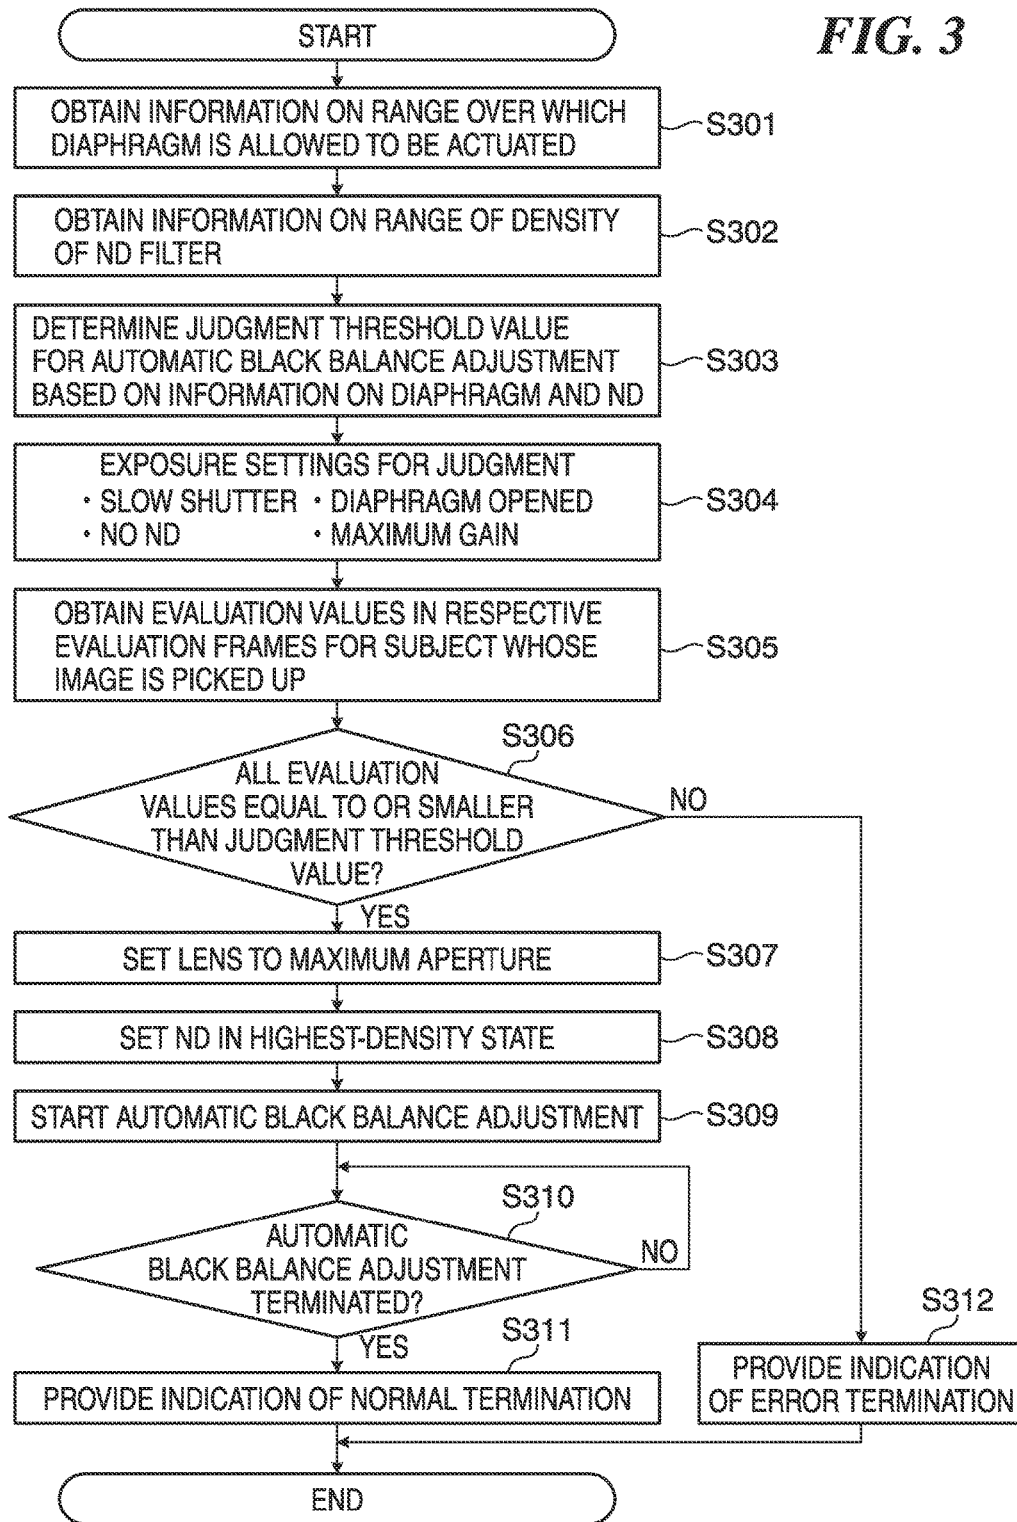 FIG. 3
START
OBTAIN INFORMATION ON RANGE OVER WHICH
DIAPHRAGM IS ALLOWED TO BE ACTUATED
S301
OBTAIN INFORMATION ON RANGE OF DENSITY
OF ND FILTER
S302
DETERMINE JUDGMENT THRESHOLD VALUE
FOR AUTOMATIC BLACK BALANCE ADJUSTMENT
BASED ON INFORMATION ON DIAPHRAGM AND ND
S303
EXPOSURE SETTINGS FOR JUDGMENT
・SLOW SHUTTER ・DIAPHRAGM OPENED
・NO ND ・MAXIMUM GAIN
S304
OBTAIN EVALUATION VALUES IN RESPECTIVE
EVALUATION FRAMES FOR SUBJECT WHOSE
IMAGE IS PICKED UP
S305
S306
ALL EVALUATION
VALUES EQUAL TO OR SMALLER
THAN JUDGMENT THRESHOLD
VALUE?
NO
YES
SET LENS TO MAXIMUM APERTURE
S307
SET ND IN HIGHEST-DENSITY STATE
S308
START AUTOMATIC BLACK BALANCE ADJUSTMENT
S309
S310
AUTOMATIC
BLACK BALANCE ADJUSTMENT
TERMINATED?
NO
YES
S311
PROVIDE INDICATION OF NORMAL TERMINATION
S312
PROVIDE INDICATION
OF ERROR TERMINATION
END